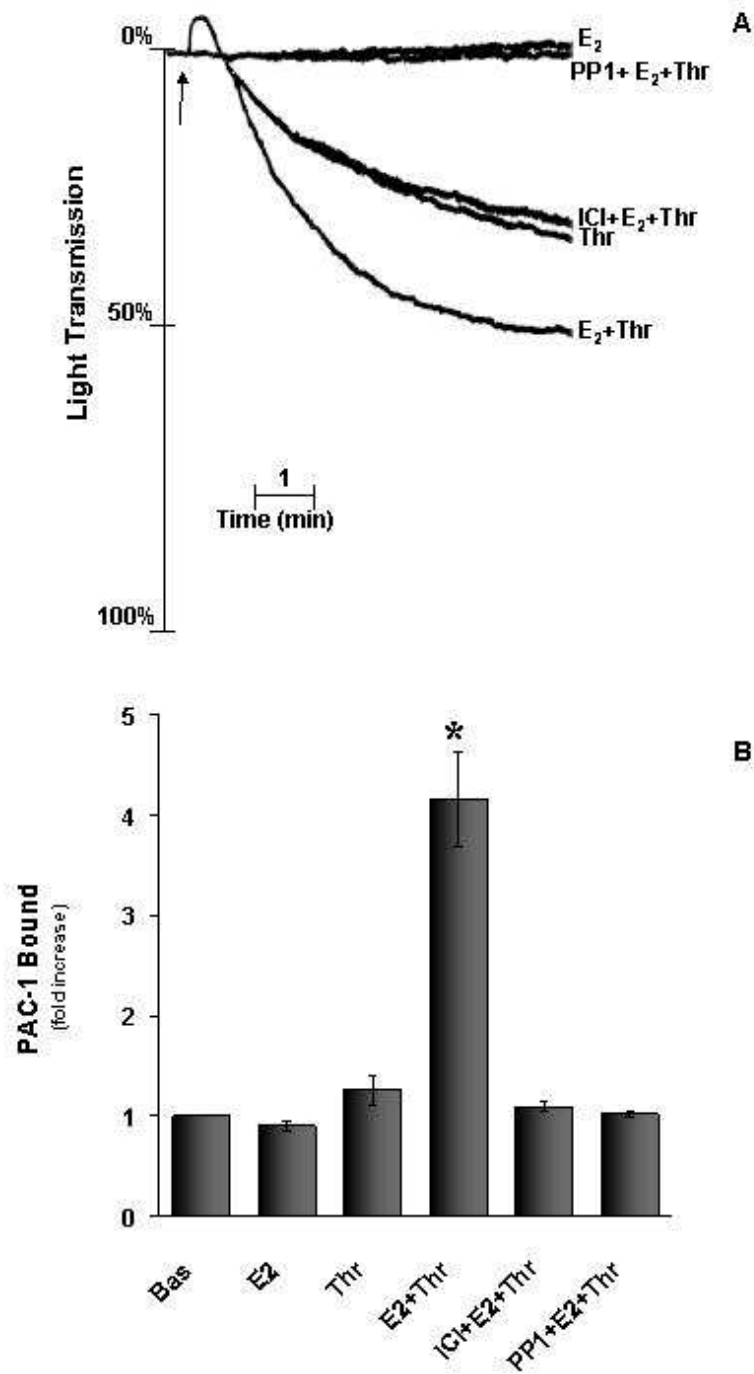 A
0%
E2
PP1+ E2+Thr
ICI+E2+Thr
Thr
50%
E2+Thr
Light Transmission
1
Time (min)
100%
B
5
*
4
3
2
1
0
PAC-1 Bound
(fold increase)
Bas
E2
Thr
E2+Thr
ICI+E2+Thr
PP1+E2+Thr